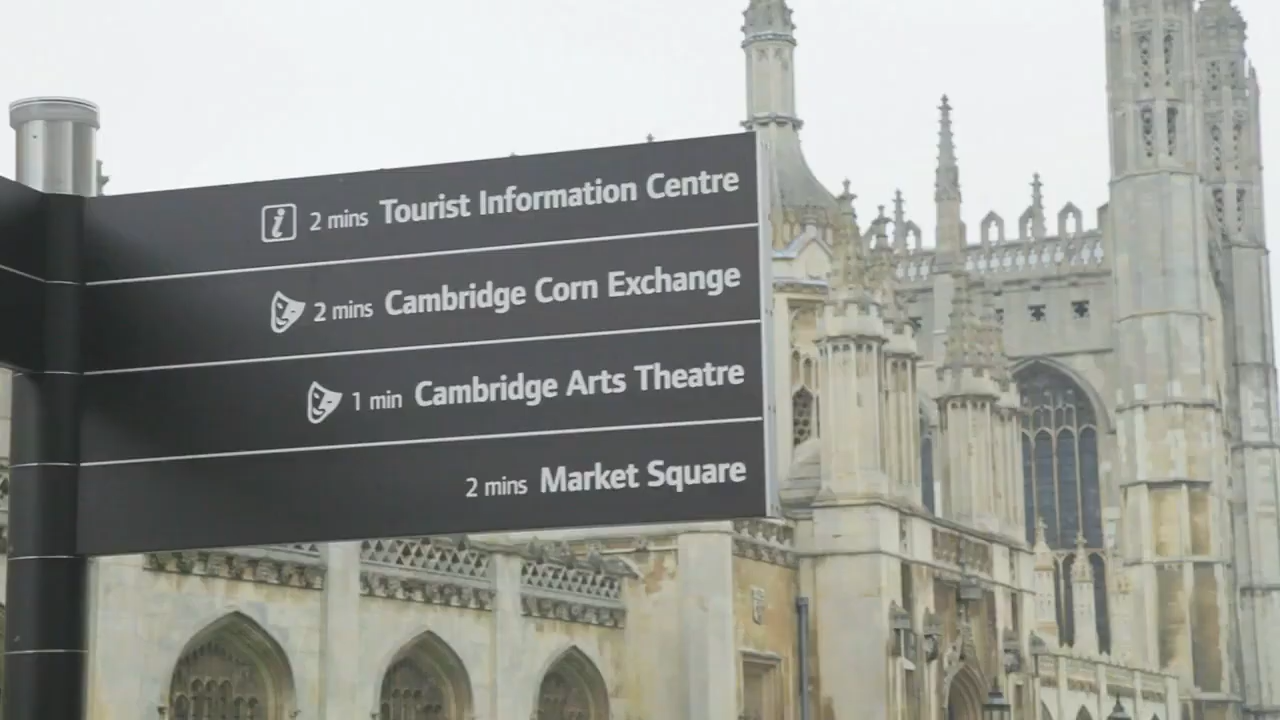 i 2 mins Tourist Information Centre
2 mins Cambridge Corn Exchange
1 min Cambridge Arts Theatre
2 mins Market Square